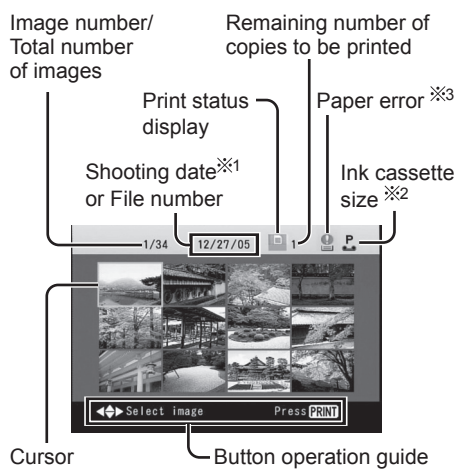 Image number/
Total number
of images
Remaining number of
copies to be printed
Print status
display
Paper error ※3
Shooting date※1
or File number
Ink cassette
size ※2
1/34 12/27/05 1 P
Select image Press PRINT
Cursor
Button operation guide